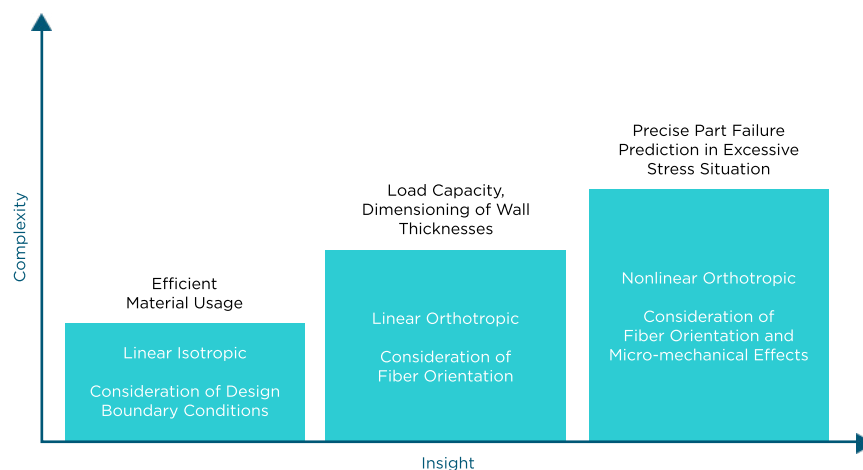 Complexity
Efficient
Material Usage
Linear Isotropic
Consideration of Design
Boundary Conditions
Load Capacity,
Dimensioning of Wall
Thicknesses
Linear Orthotropic
Consideration of
Fiber Orientation
Precise Part Failure
Prediction in Excessive
Stress Situation
Nonlinear Orthotropic
Consideration of
Fiber Orientation and
Micro-mechanical Effects
Insight